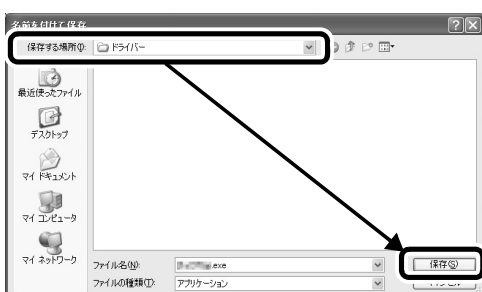 名前を付けて保存
保存する場所(I): ドライバー
最近使ったファイル
デスクトップ
マイ ドキュメント
マイ コンピュータ
マイ ネットワーク
ファイル名(N): .exe
保存(S)
ファイルの種類(T): アプリケーション